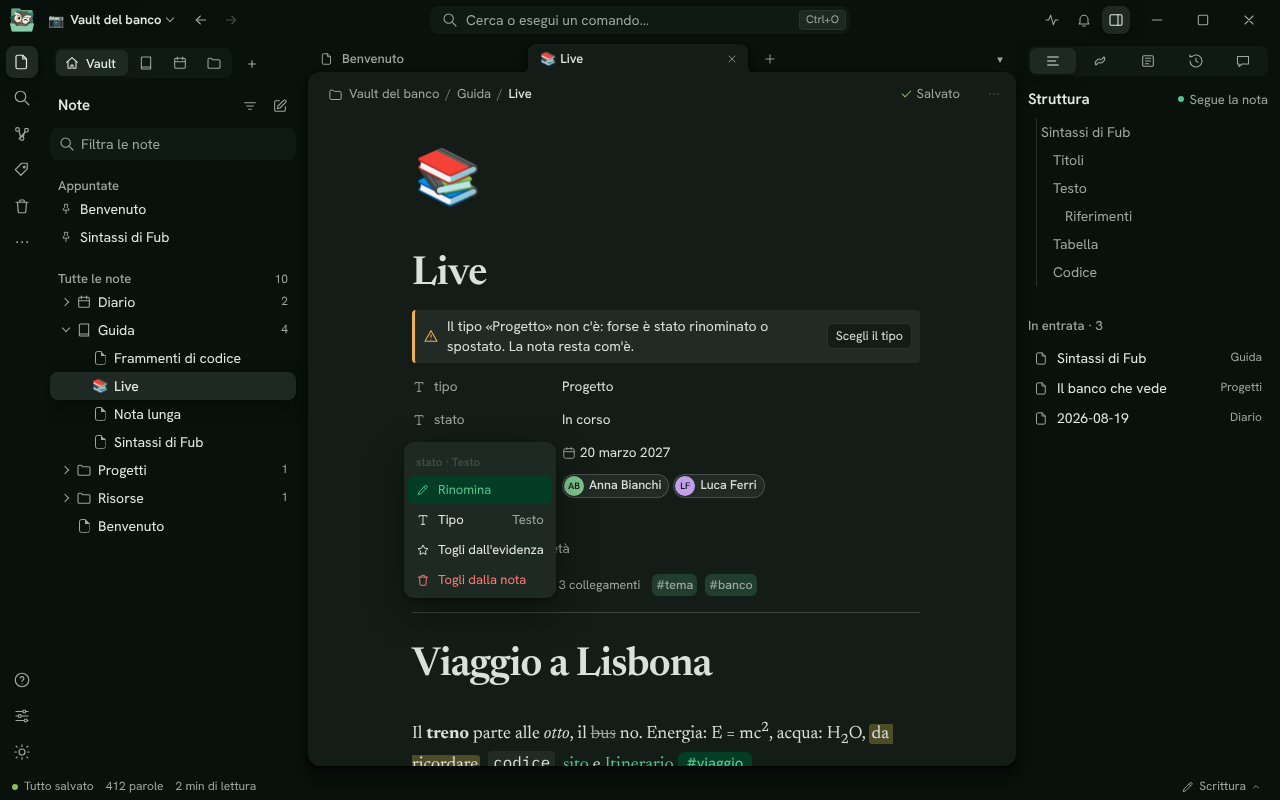 Vault del banco
Cerca o esegui un comando...
Ctrl+O
Vault
Benvenuto
Live
Note
Filtra le note
Appuntate
Benvenuto
Sintassi di Fub
Tutte le note 10
Diario 2
Guida 4
Frammenti di codice
Live
Nota lunga
Sintassi di Fub
Progetti 1
Risorse 1
Benvenuto
Vault del banco / Guida / Live
Salvato
Live
Il tipo «Progetto» non c'è: forse è stato rinominato o
spostato. La nota resta com'è.
Scegli il tipo
tipo Progetto
stato In corso
20 marzo 2027
AB Anna Bianchi LF Luca Ferri
stato · Testo
Rinomina
Tipo Testo
Togli dall'evidenza
Togli dalla nota
3 collegamenti #tema #banco
Viaggio a Lisbona
Il treno parte alle otto, il bus no. Energia: E = mc², acqua: H₂O, da
ricordare codice sito e Itinerario #viaggio
Struttura
Segue la nota
Sintassi di Fub
Titoli
Testo
Riferimenti
Tabella
Codice
In entrata · 3
Sintassi di Fub Guida
Il banco che vede Progetti
2026-08-19 Diario
Tutto salvato 412 parole 2 min di lettura
Scrittura